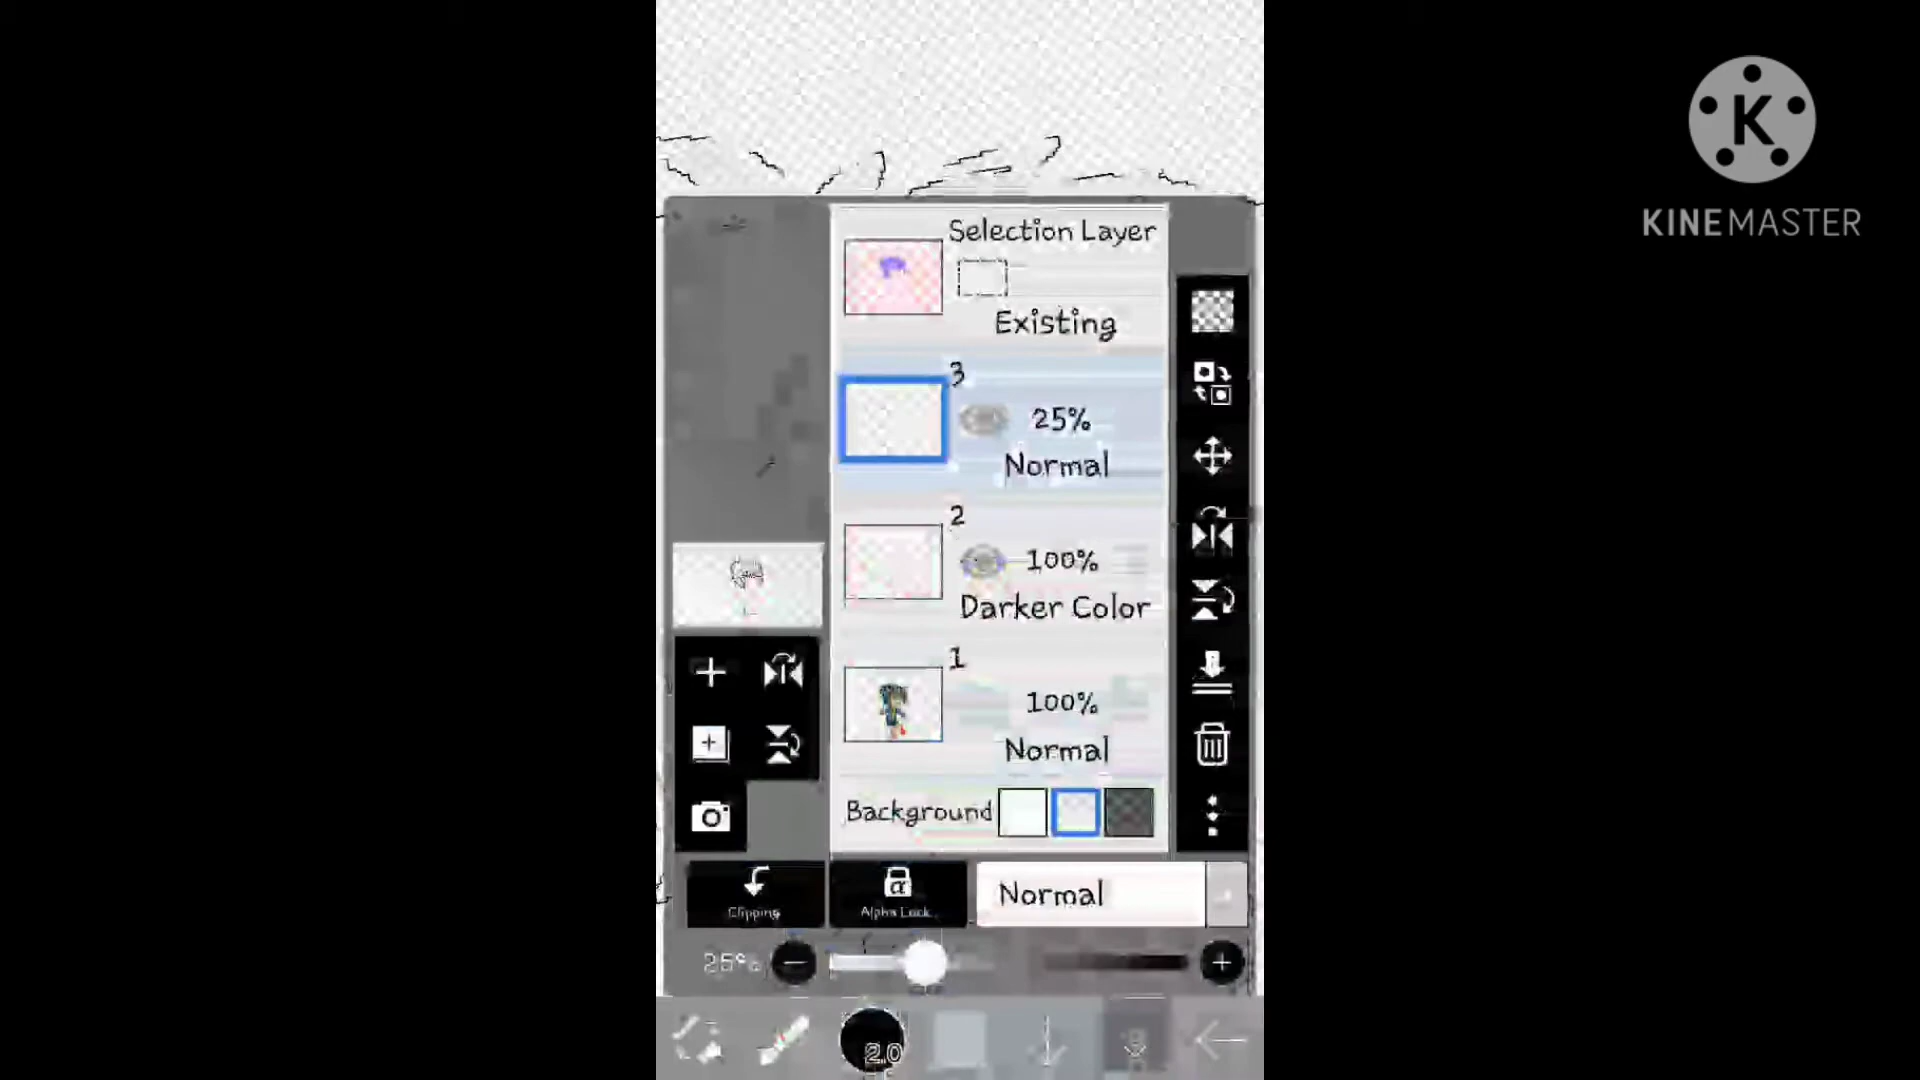 K
KINEMASTER
Selection Layer
Existing
3
25%
Normal
2
100%
Darker Color
1
100%
Normal
Background
Clipping
α
Alpha Lock
Normal
25%
2.0